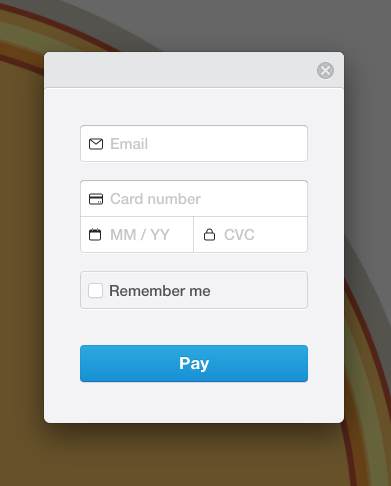 Email
Card number
MM / YY
CVC
Remember me
Pay